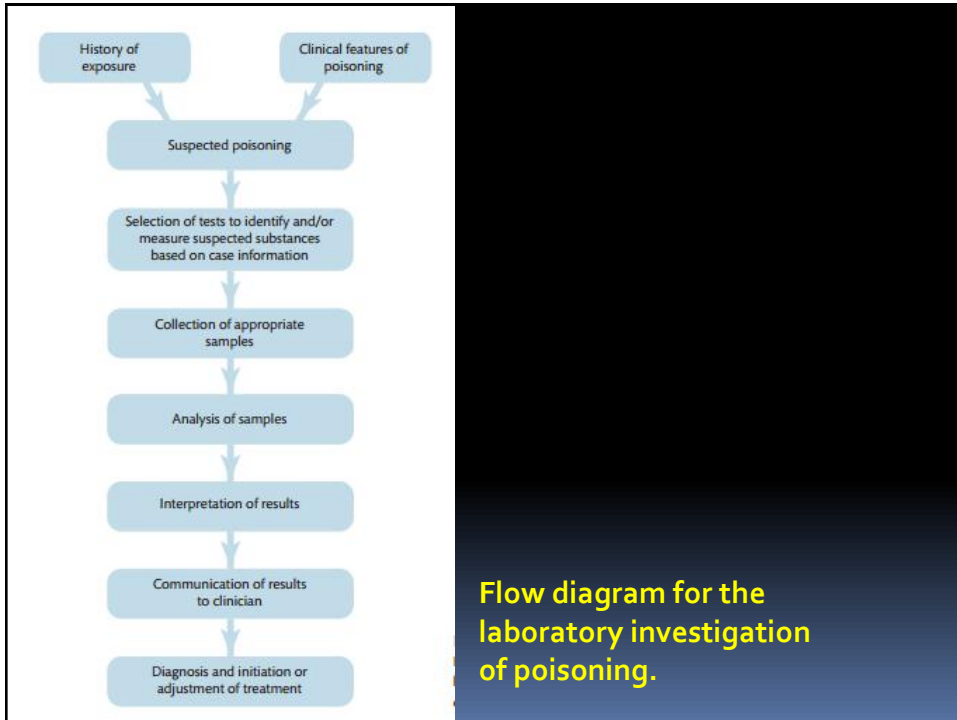 History of
exposure
Clinical features of
poisoning
Suspected poisoning
Selection of tests to identify and/or
measure suspected substances
based on case information
Collection of appropriate
samples
Analysis of samples
Interpretation of results
Communication of results
to clinician
Diagnosis and initiation or
adjustment of treatment
Flow diagram for the
laboratory investigation
of poisoning.